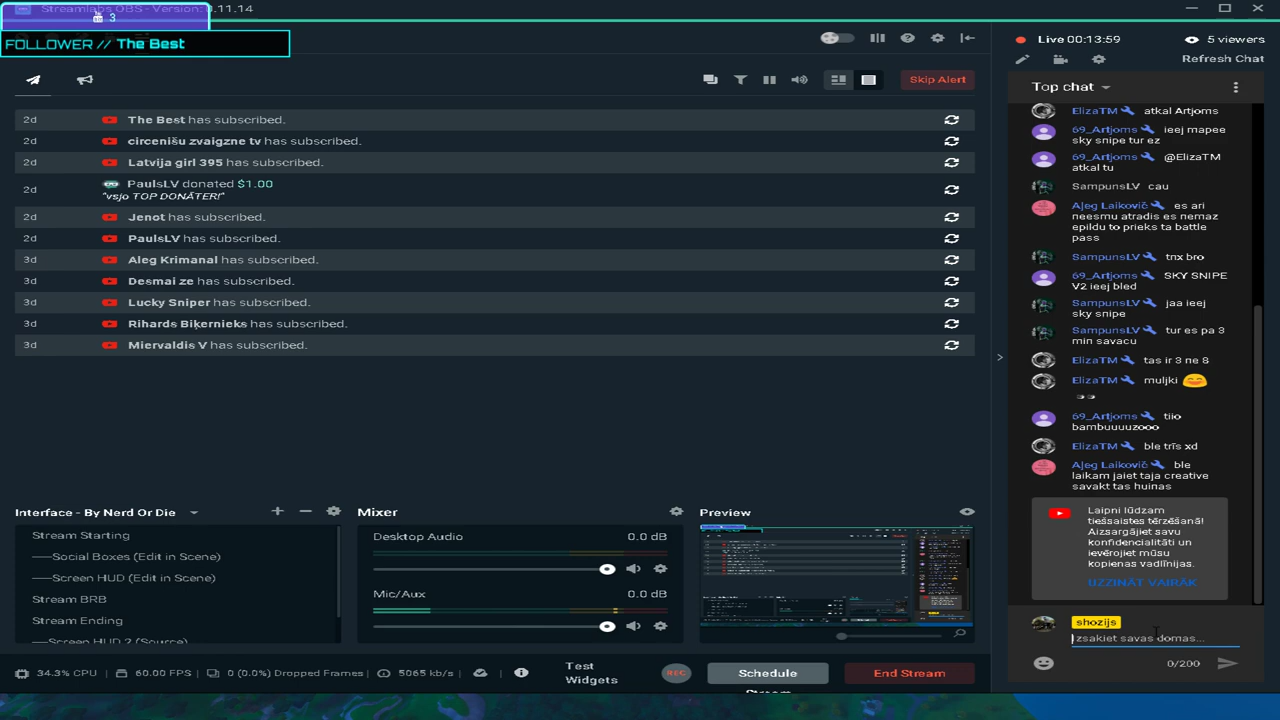 Streamlabs OBS - Version: 0.11.14
3
FOLLOWER // The Best
Skip Alert
2d The Best has subscribed.
2d circenišu zvaigzne tv has subscribed.
2d Latvija girl 395 has subscribed.
2d PaulsLV donated $1.00
"vsjo TOP DONÄTER!"
2d Jenot has subscribed.
2d PaulsLV has subscribed.
3d Aleg Krimanal has subscribed.
3d Desmai ze has subscribed.
3d Lucky Sniper has subscribed.
3d Rihards Biķernieks has subscribed.
3d Miervaldis V has subscribed.
Interface - By Nerd Or Die
Stream Starting
Social Boxes (Edit in Scene)
Screen HUD (Edit in Scene)
Stream BRB
Stream Ending
Screen HUD 2 (Source)
Mixer
Desktop Audio 0.0 dB
Mic/Aux 0.0 dB
Preview
34.3% CPU
60.00 FPS
0 (0.0%) Dropped Frames
5065 kb/s
Test
Widgets
REC
Schedule
Stream
End Stream
Live 00:13:59
5 viewers
Refresh Chat
Top chat
ElizaTM atkal Artjoms
69_Artjoms ieej mapee
sky snipe tur ez
69_Artjoms @ElizaTM
atkal tu
SampunsLV cau
Aļeg Laikovič es ari
neesmu atradis es nemaz
epildu to prieks ta battle
pass
SampunsLV tnx bro
69_Artjoms SKY SNIPE
V2 ieej bled
SampunsLV jaa ieej
sky snipe
SampunsLV tur es pa 3
min savacu
ElizaTM tas ir 3 ne 8
ElizaTM muljki
69_Artjoms tiio
bambuuuuzooo
ElizaTM ble trīs xd
Aļeg Laikovič ble
laikam jaiet taja creative
savakt tas huinas
Laipni lūdzam
tiešsaistes tērzēšanā!
Aizsargājiet savu
konfidencialitāti un
ievērojiet mūsu
kopienas vadlīnijas.
UZZINĀT VAIRĀK
shozijs
Izsakiet savas domas...
0/200